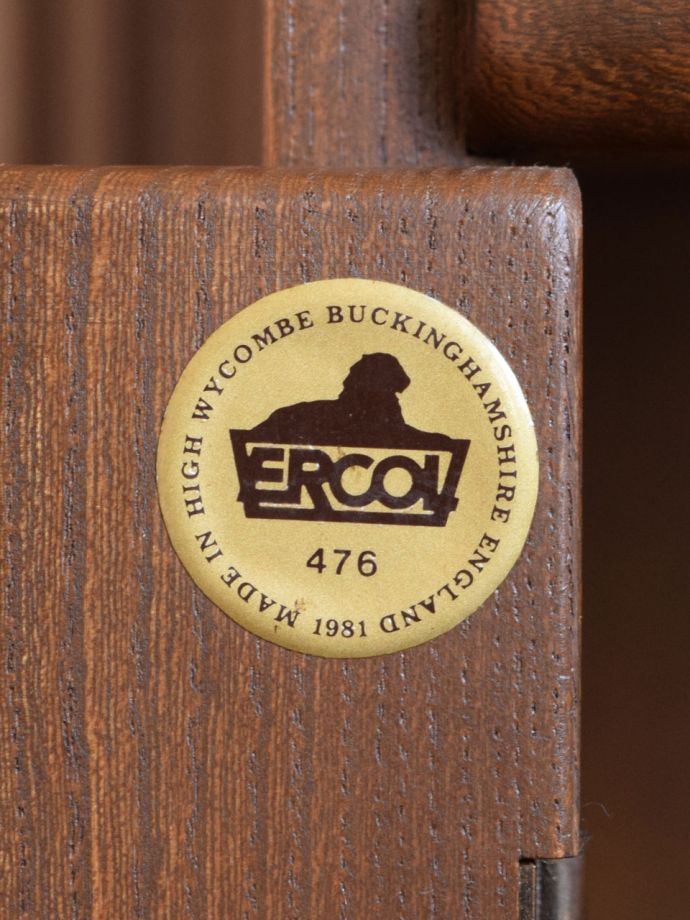 MADE IN HIGH WYCOMBE BUCKINGHAMSHIRE ENGLAND
ERCOL
476
1981